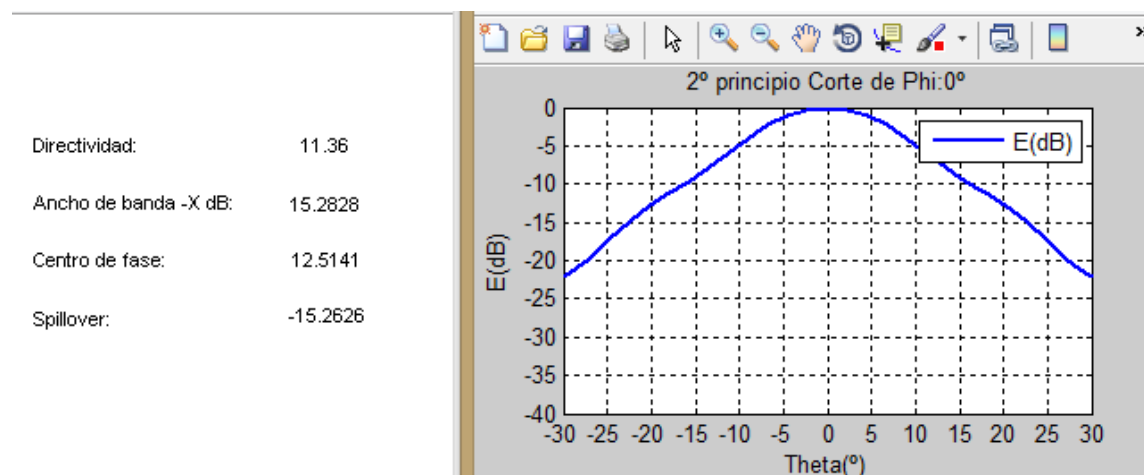 Directividad: 11.36
Ancho de banda -X dB: 15.2828
Centro de fase: 12.5141
Spillover: -15.2626
»
2º principio Corte de Phi:0º
E(dB)
0
-5
-10
-15
-20
-25
-30
-35
-40
E(dB)
-30 -25 -20 -15 -10 -5 0 5 10 15 20 25 30
Theta(º)